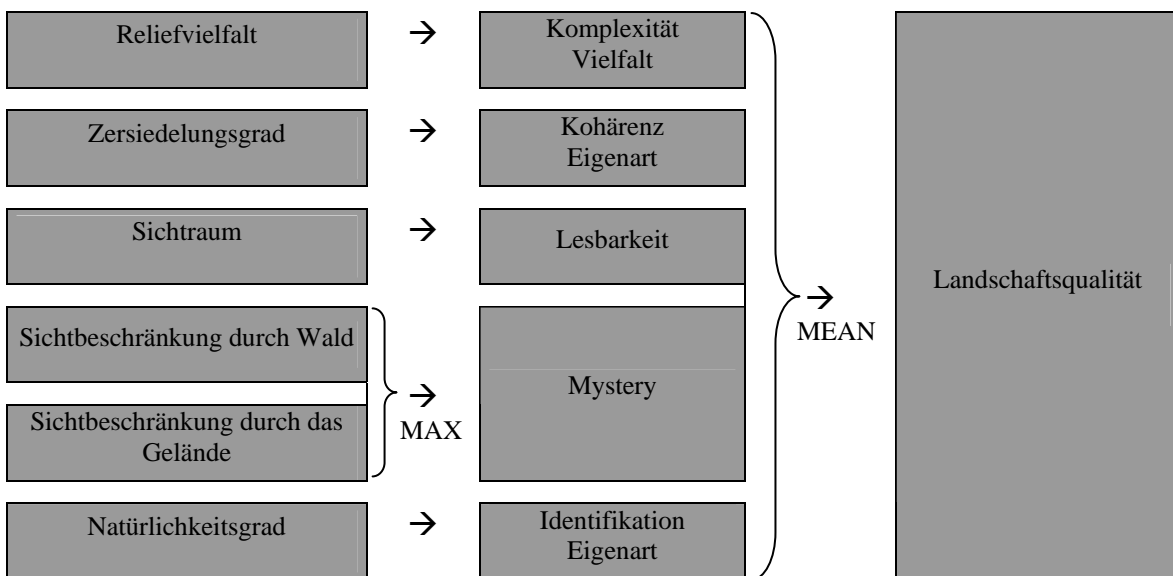 Reliefvielfalt
→
Komplexität
Vielfalt
Zersiedelungsgrad
→
Kohärenz
Eigenart
Sichtraum
→
Lesbarkeit
Sichtbeschränkung durch Wald
Sichtbeschränkung durch das
Gelände
→
MAX
Mystery
Natürlichkeitsgrad
→
Identifikation
Eigenart
→
MEAN
Landschaftsqualität